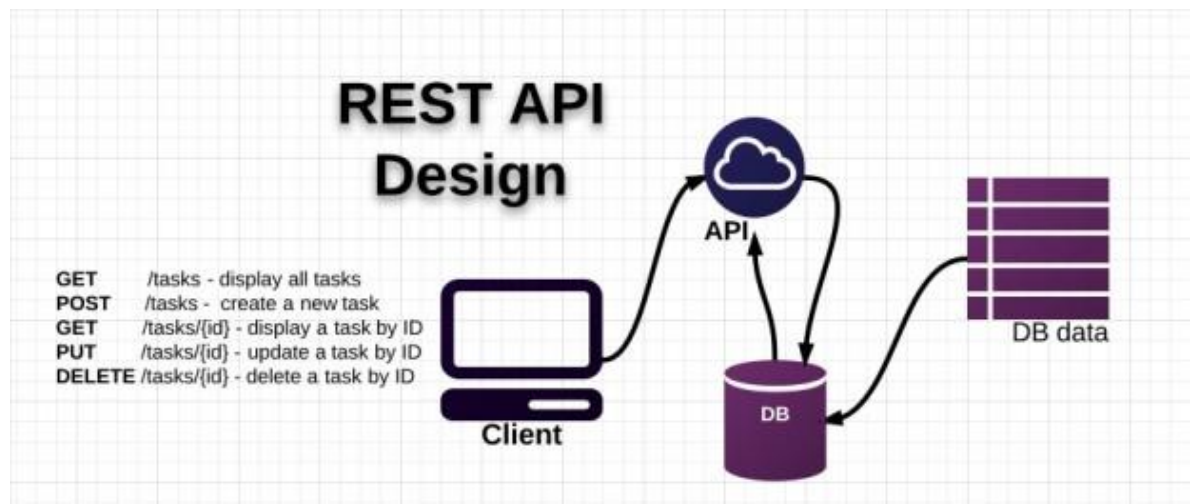 REST API
Design
GET /tasks - display all tasks
POST /tasks - create a new task
GET /tasks/{id} - display a task by ID
PUT /tasks/{id} - update a task by ID
DELETE /tasks/{id} - delete a task by ID
Client
API
DB
DB data